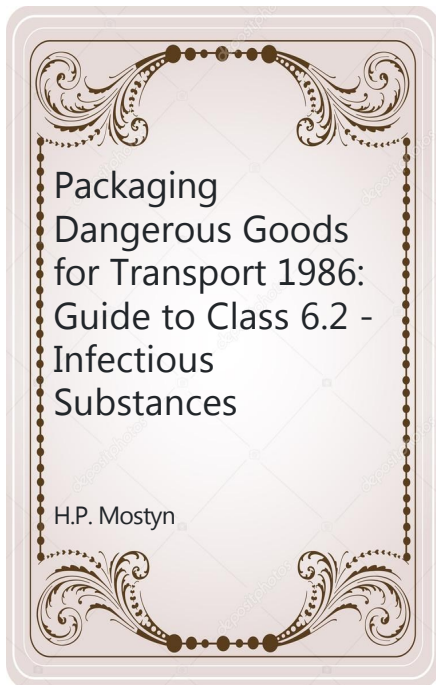 Packaging
Dangerous Goods
for Transport 1986:
Guide to Class 6.2 -
Infectious
Substances
H.P. Mostyn